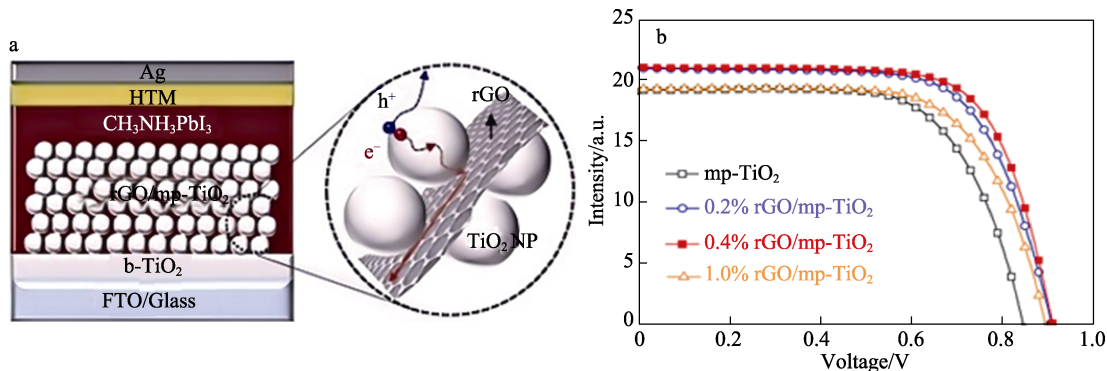 a
Ag
HTM
CH₃NH₃PbI₃
rGO/mp-TiO₂
b-TiO₂
FTO/Glass
h⁺
e⁻
rGO
TiO₂ NP
b
Intensity/a.u.
25
20
15
10
5
0
mp-TiO₂
0.2% rGO/mp-TiO₂
0.4% rGO/mp-TiO₂
1.0% rGO/mp-TiO₂
0 0.2 0.4 0.6 0.8 1.0
Voltage/V